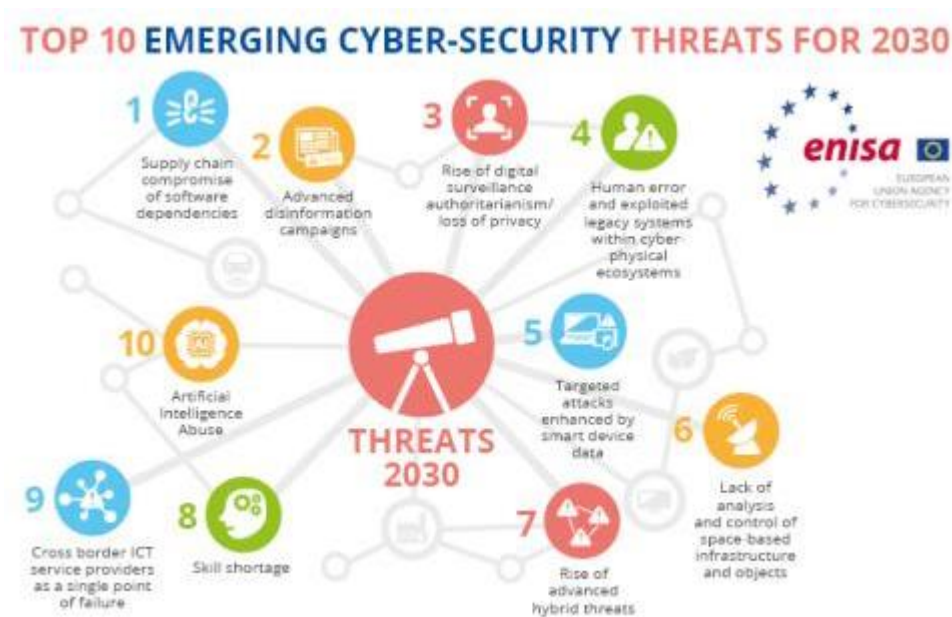 TOP 10 EMERGING CYBER-SECURITY THREATS FOR 2030
1
Supply chain
compromise
of software
dependencies
2
Advanced
disinformation
campaigns
3
Rise of digital
surveillance
authoritarianism/
loss of privacy
4
Human error
and exploited
legacy systems
within cyber-
physical
ecosystems
enisa
EUROPEAN
UNION AGENCY
FOR CYBERSECURITY
5
Targeted
attacks
enhanced by
smart device
data
6
Lack of
analysis
and control of
space-based
infrastructure
and objects
7
Rise of
advanced
hybrid threats
8
Skill shortage
9
Cross border ICT
service providers
as a single point
of failure
10
AI
Artificial
Intelligence
Abuse
THREATS
2030